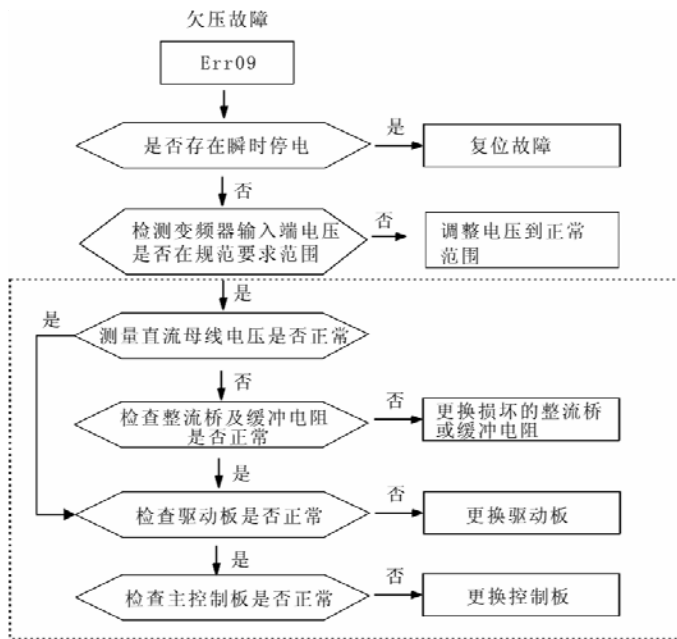 欠压故障
Err09
是否存在瞬时停电
是
复位故障
否
检测变频器输入端电压
是否在规范要求范围
否
调整电压到正常
范围
是
是
测量直流母线电压是否正常
否
检查整流桥及缓冲电阻
是否正常
否
更换损坏的整流桥
或缓冲电阻
是
检查驱动板是否正常
否
更换驱动板
是
检查主控制板是否正常
否
更换控制板